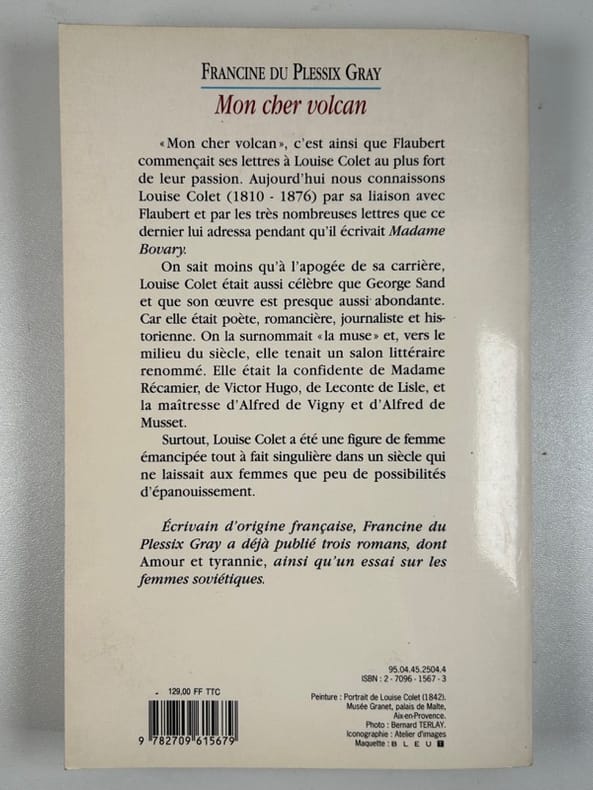 FRANCINE DU PLESSIX GRAY
Mon cher volcan
« Mon cher volcan », c'est ainsi que Flaubert
commençait ses lettres à Louise Colet au plus fort
de leur passion. Aujourd'hui nous connaissons
Louise Colet (1810 - 1876) par sa liaison avec
Flaubert et par les très nombreuses lettres que ce
dernier lui adressa pendant qu'il écrivait Madame
Bovary.
On sait moins qu'à l'apogée de sa carrière,
Louise Colet était aussi célèbre que George Sand
et que son œuvre est presque aussi abondante.
Car elle était poète, romancière, journaliste et his-
torienne. On la surnommait « la muse » et, vers le
milieu du siècle, elle tenait un salon littéraire
renommé. Elle était la confidente de Madame
Récamier, de Victor Hugo, de Leconte de Lisle, et
la maîtresse d'Alfred de Vigny et d'Alfred de
Musset.
Surtout, Louise Colet a été une figure de femme
émancipée tout à fait singulière dans un siècle qui
ne laissait aux femmes que peu de possibilités
d'épanouissement.
Écrivain d'origine française, Francine du
Plessix Gray a déjà publié trois romans, dont
Amour et tyrannie, ainsi qu'un essai sur les
femmes soviétiques.
95.04.45.2504.4
ISBN : 2 - 7096 - 1567 - 3
129,00 FF TTC
9 782709 615679
Peinture : Portrait de Louise Colet (1842).
Musée Granet, palais de Malte,
Aix-en-Provence.
Photo : Bernard TERLAY.
Iconographie : Atelier d'images
Maquette : BLEUT